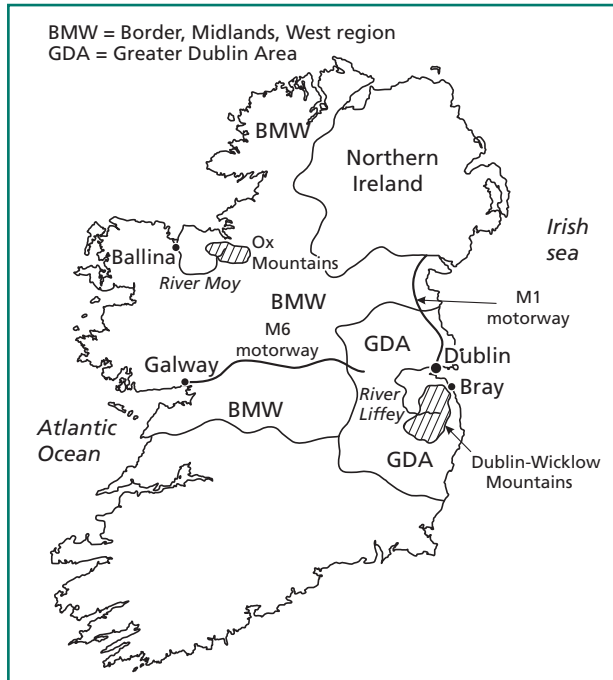 BMW = Border, Midlands, West region
GDA = Greater Dublin Area
BMW
Northern
Ireland
Irish
sea
Ox
Mountains
Ballina
River Moy
BMW
M1
motorway
M6
motorway
GDA
Galway
Dublin
Bray
River
Liffey
BMW
Atlantic
Ocean
GDA
Dublin-Wicklow
Mountains